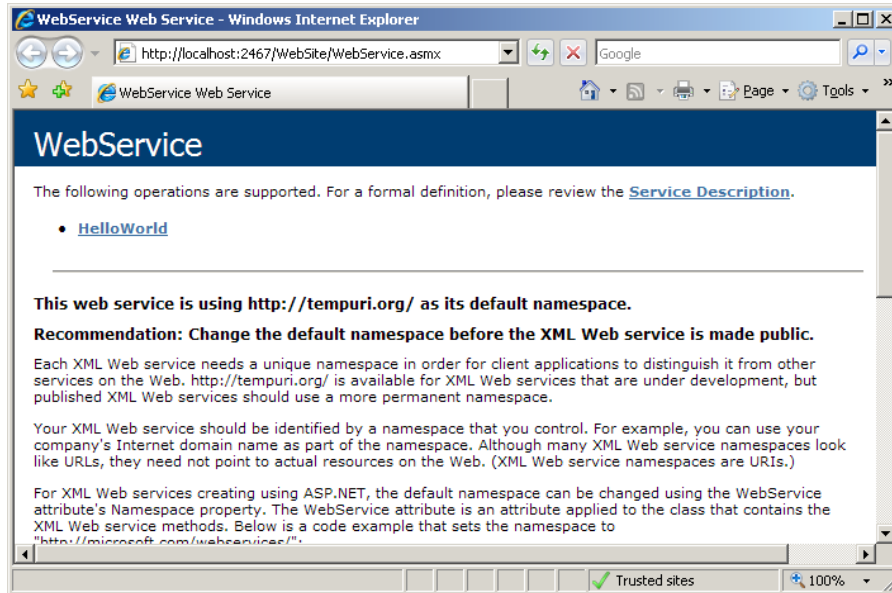 WebService Web Service - Windows Internet Explorer
http://localhost:2467/WebSite/WebService.asmx
Google
WebService Web Service
Page
Tools
»
WebService
The following operations are supported. For a formal definition, please review the Service Description.
• HelloWorld
This web service is using http://tempuri.org/ as its default namespace.
Recommendation: Change the default namespace before the XML Web service is made public.
Each XML Web service needs a unique namespace in order for client applications to distinguish it from other
services on the Web. http://tempuri.org/ is available for XML Web services that are under development, but
published XML Web services should use a more permanent namespace.
Your XML Web service should be identified by a namespace that you control. For example, you can use your
company's Internet domain name as part of the namespace. Although many XML Web service namespaces look
like URLs, they need not point to actual resources on the Web. (XML Web service namespaces are URIs.)
For XML Web services creating using ASP.NET, the default namespace can be changed using the WebService
attribute's Namespace property. The WebService attribute is an attribute applied to the class that contains the
XML Web service methods. Below is a code example that sets the namespace to
"http://microsoft.com/webservices/":
Trusted sites
100%